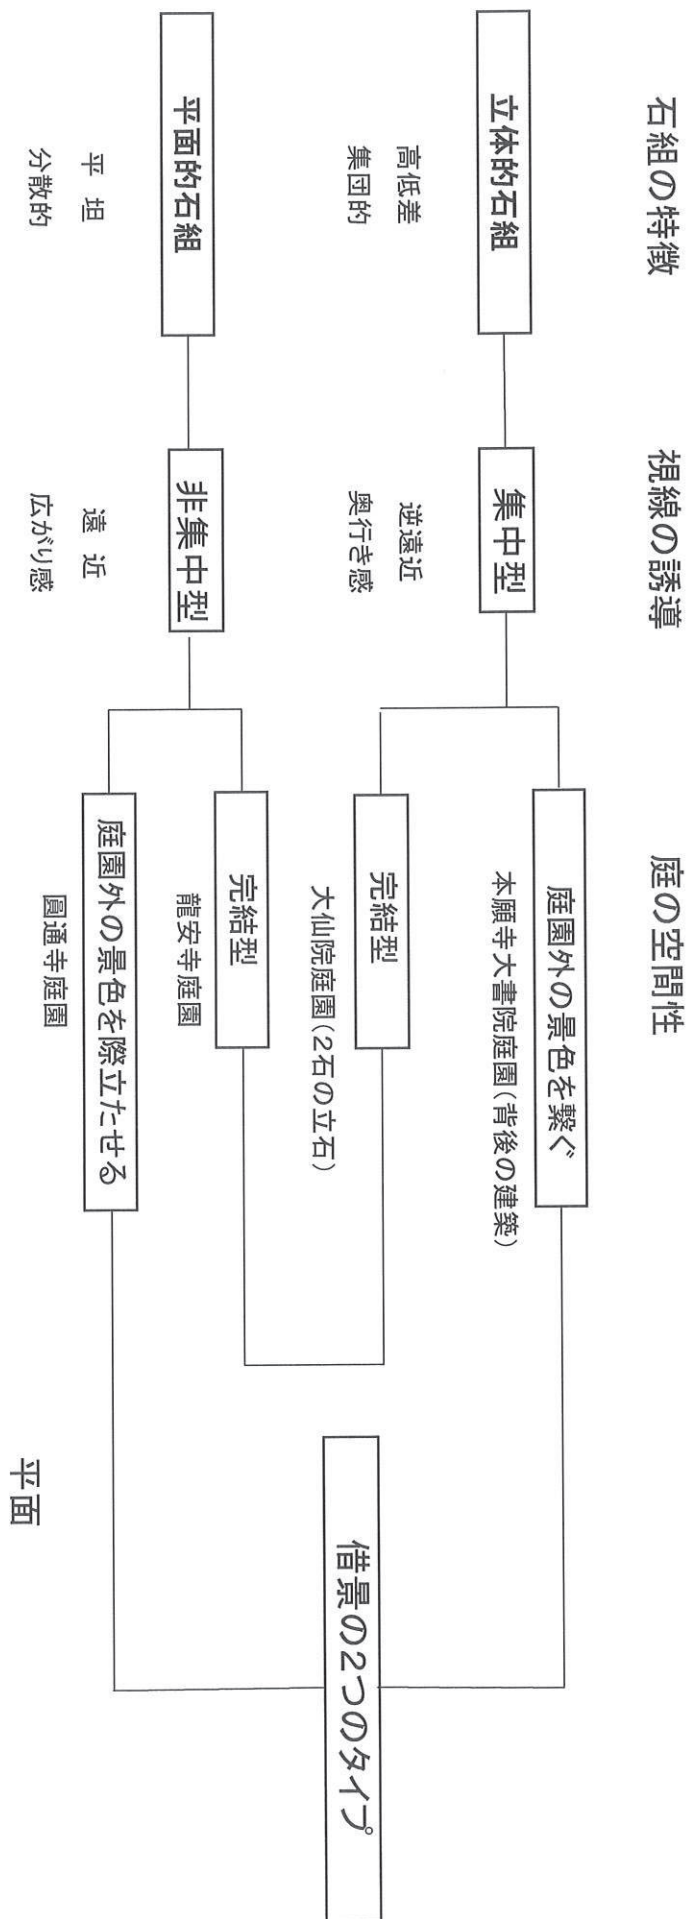 石組の特徴
視線の誘導
庭の空間性
立体的石組
高低差
集団的
集中型
逆遠近
奥行き感
庭園外の景色を繋ぐ
本願寺大書院庭園(背後の建築)
完結型
大仙院庭園(2石の立石)
平面的石組
平 坦
分散的
非集中型
遠 近
広がり感
完結型
龍安寺庭園
庭園外の景色を際立たせる
圓通寺庭園
借景の2つのタイプ
平面